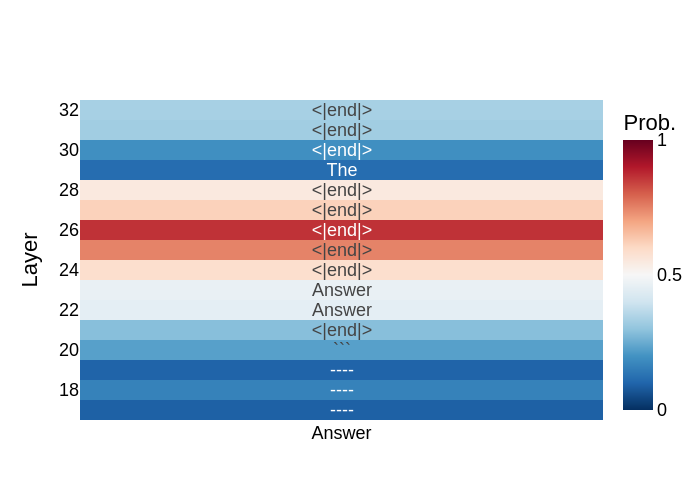 Prob.
1
32 <|end|>
<|end|>
30 <|end|>
The
28 <|end|>
<|end|>
26 <|end|>
<|end|>
24 <|end|>
Answer
22 Answer
<|end|>
20 ```
----
18 ----
----
Answer
Layer
0.5
0